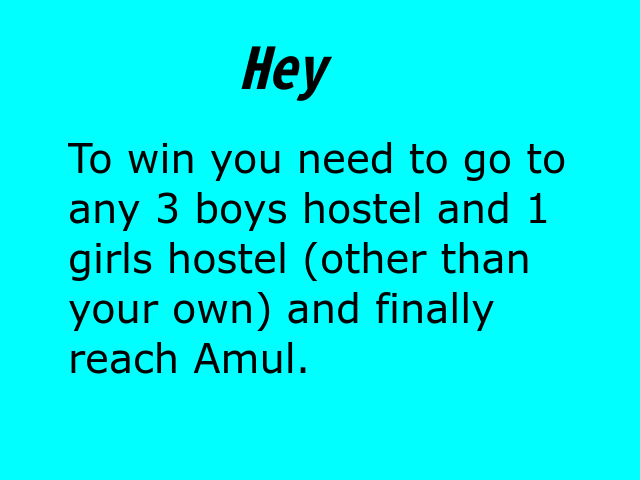 Hey
To win you need to go to
any 3 boys hostel and 1
girls hostel (other than
your own) and finally
reach Amul.